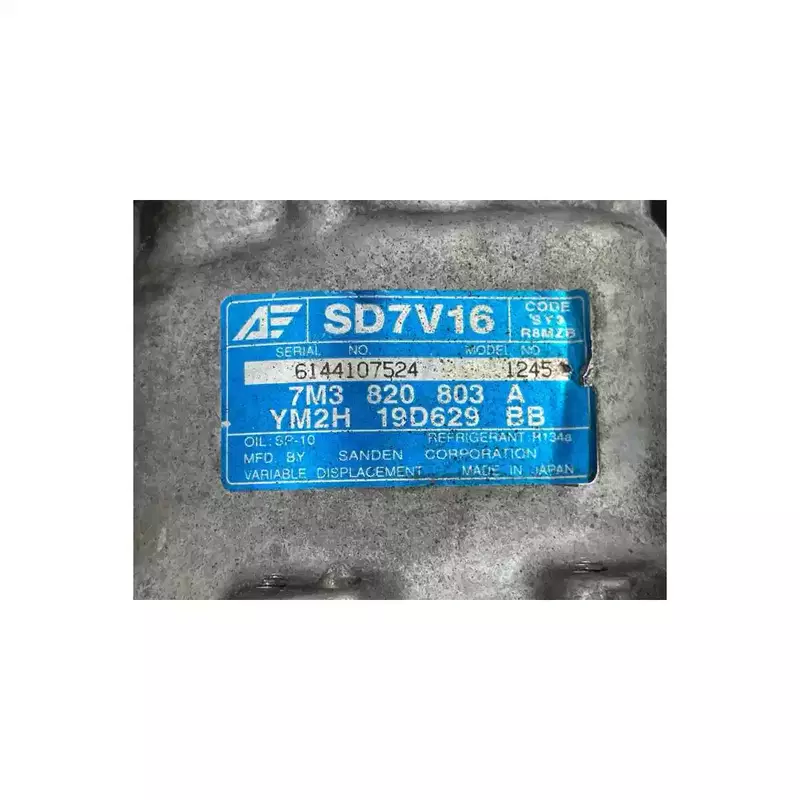 AF SD7V16 CODE
R8MZB
SERIAL NO. MODEL NO
6144107524 1245
7M3 820 803 A
YM2H 19D629 BB
OIL: SP-10 REFRIGERANT: H134a
MFD. BY SANDEN CORPORATION
VARIABLE DISPLACEMENT MADE IN JAPAN